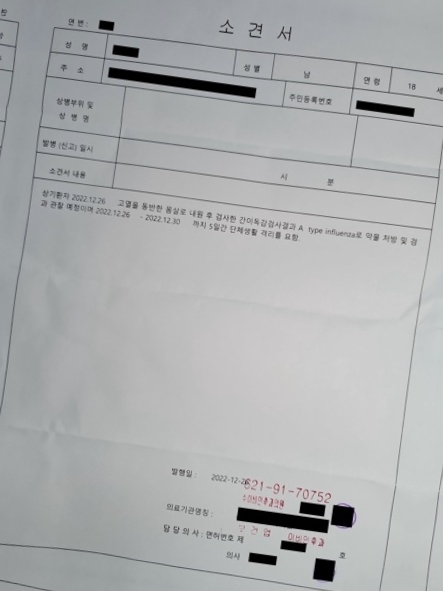 소 견 서
연번 :
성 명
성별
남
연령
18
세
주 소
주민등록번호
상병부위 및
상 병 명
발병 (신고) 일시
시 분
소견서 내용
상기환자 2022.12.26 고열을 동반한 몸살로 내원 후 검사한 간이독감검사결과 A type influenza로 약물 처방 및 경
과 관찰 예정이며 2022.12.26 - 2022.12.30 까지 5일간 단체생활 격리를 요함.
발행일 : 2022-12-26
621-91-70752
의료기관명칭 :
이비인후과
담 당 의 사 : 면허번호 제
호
의사